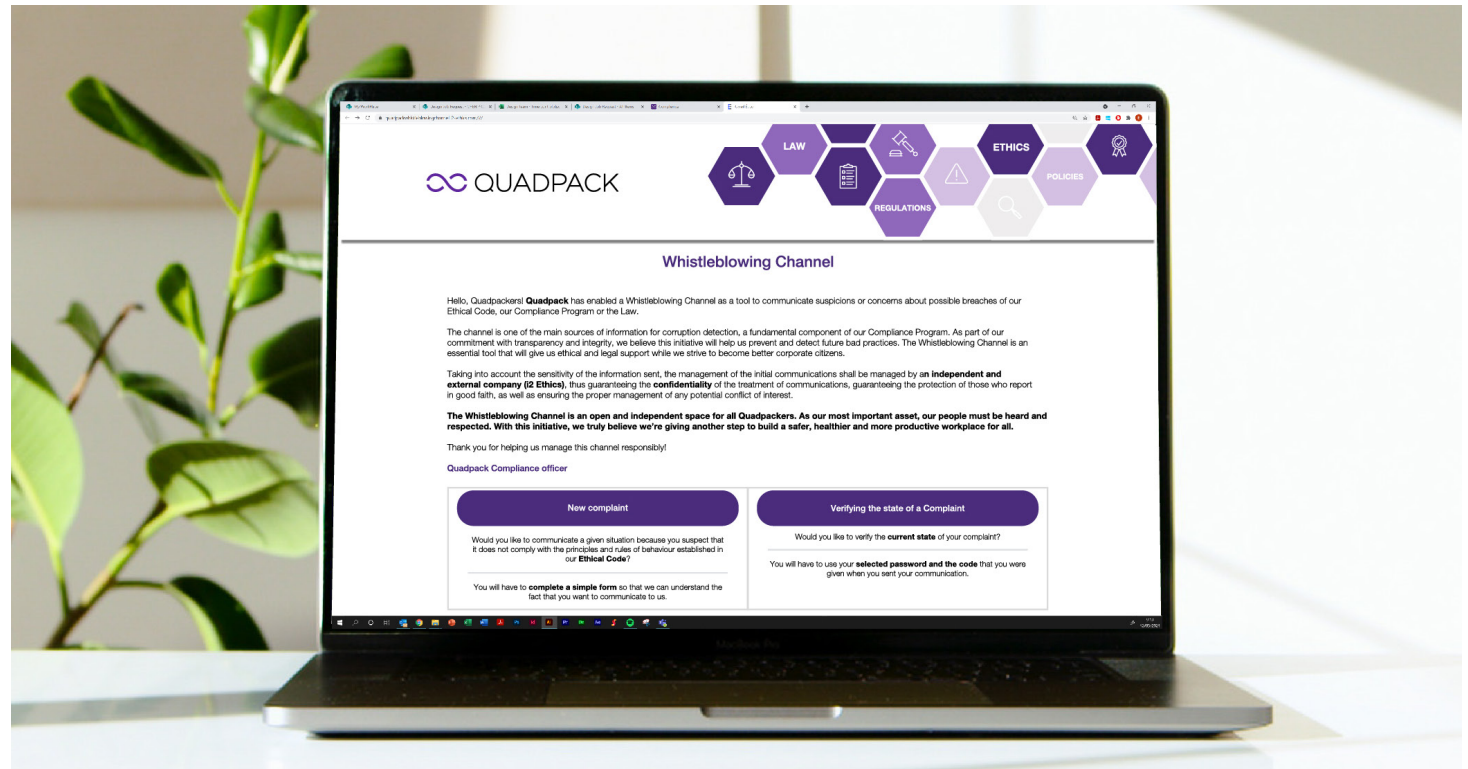 LAW
ETHICS
POLICIES
REGULATIONS
QUADPACK
Whistleblowing Channel
Hello, Quadpackers! Quadpack has enabled a Whistleblowing Channel as a tool to communicate suspicions or concerns about possible breaches of our
Ethical Code, our Compliance Program or the Law.
The channel is one of the main sources of information for corruption detection, a fundamental component of our Compliance Program. As part of our
commitment with transparency and integrity, we believe this initiative will help us prevent and detect future bad practices. The Whistleblowing Channel is an
essential tool that will give us ethical and legal support while we strive to become better corporate citizens.
Taking into account the sensitivity of the information sent, the management of the initial communications shall be managed by an independent and
external company (i2 Ethics), thus guaranteeing the confidentiality of the treatment of communications, guaranteeing the protection of those who report
in good faith, as well as ensuring the proper management of any potential conflict of interest.
The Whistleblowing Channel is an open and independent space for all Quadpackers. As our most important asset, our people must be heard and
respected. With this initiative, we truly believe we're giving another step to build a safer, healthier and more productive workplace for all.
Thank you for helping us manage this channel responsibly!
Quadpack Compliance officer
New complaint
Would you like to communicate a given situation because you suspect that
it does not comply with the principles and rules of behaviour established in
our Ethical Code?
You will have to complete a simple form so that we can understand the
fact that you want to communicate to us.
Verifying the state of a Complaint
Would you like to verify the current state of your complaint?
You will have to use your selected password and the code that you were
given when you sent your communication.
MacBook Pro